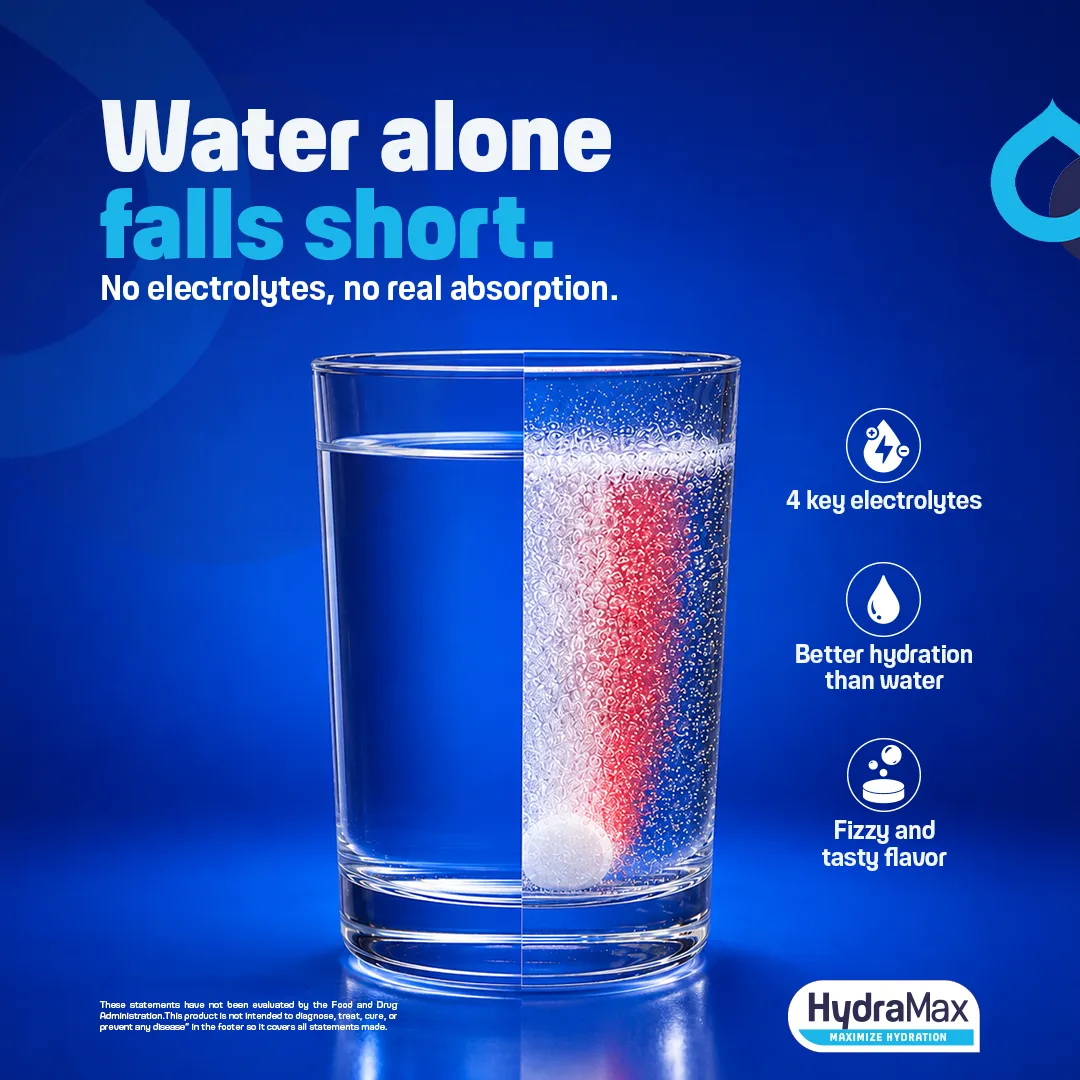 Water alone
falls short.
No electrolytes, no real absorption.
4 key electrolytes
Better hydration
than water
Fizzy and
tasty flavor
These statements have not been evaluated by the Food and Drug
Administration.This product is not intended to diagnose, treat, cure, or
prevent any disease” in the footer so it covers all statements made.
HydraMax
MAXIMIZE HYDRATION